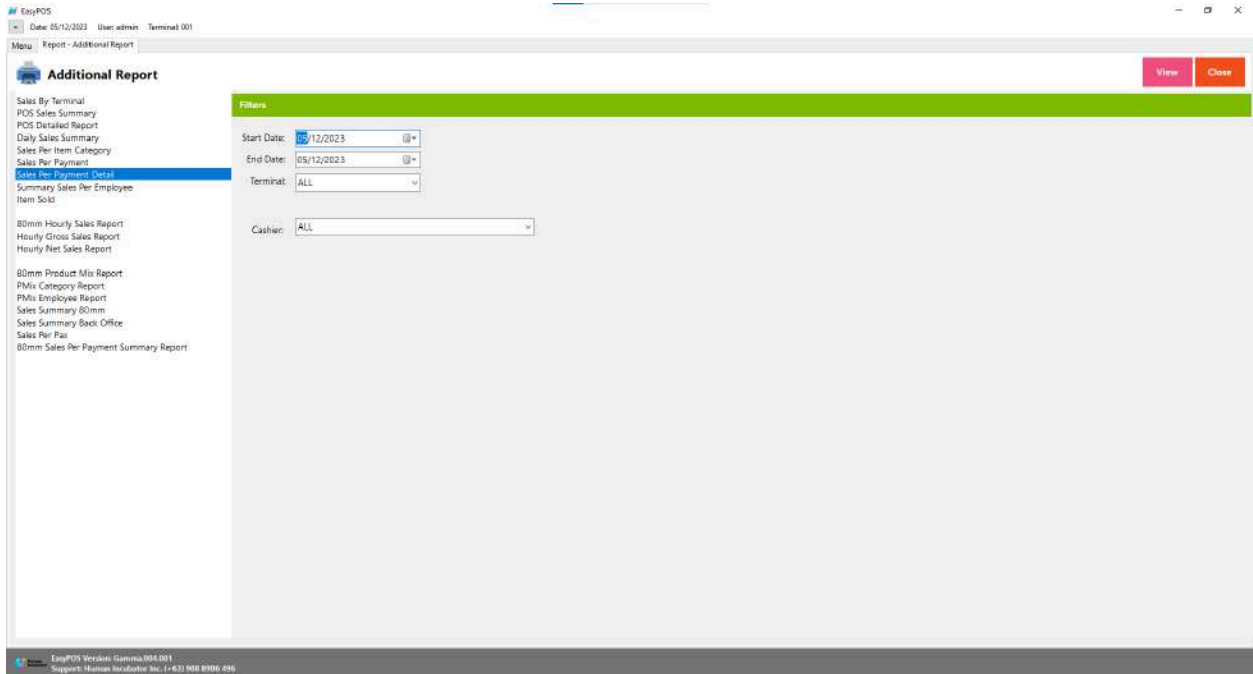 EasyPOS
Date: 05/12/2023 User: admin Terminal: 001
Menu Report - Additional Report
Additional Report
View Close
Sales By Terminal
POS Sales Summary
POS Detailed Report
Daily Sales Summary
Sales Per Item Category
Sales Per Payment
Sales Per Payment Detail
Summary Sales Per Employee
Item Sold
80mm Hourly Sales Report
Hourly Gross Sales Report
Hourly Net Sales Report
80mm Product Mix Report
PMix Category Report
PMix Employee Report
Sales Summary 80mm
Sales Summary Back Office
Sales Per Pax
80mm Sales Per Payment Summary Report
Filters
Start Date: 05/12/2023
End Date: 05/12/2023
Terminal: ALL
Cashier: ALL
EasyPOS Version: Gamma.004.001
Support: Human Incubator Inc. (+63) 908 8906 496